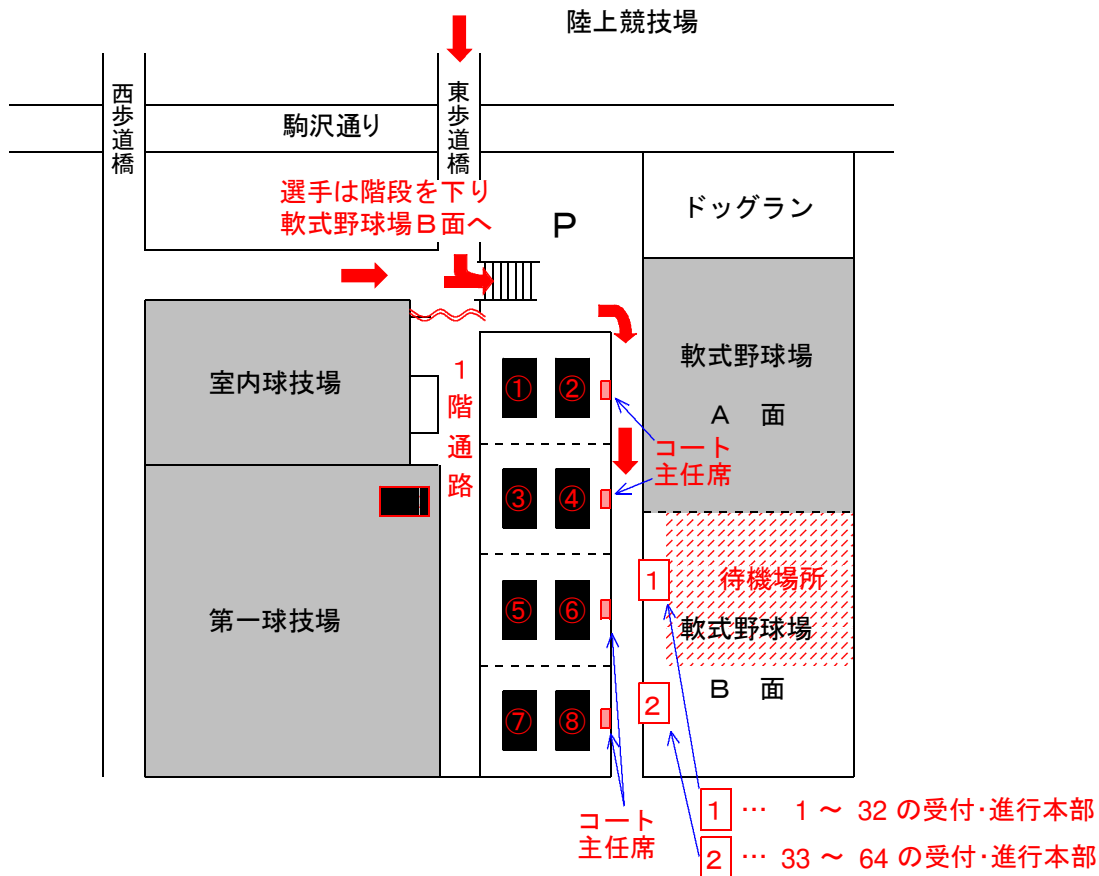 陸上競技場
西歩道橋
東歩道橋
駒沢通り
選手は階段を下り
軟式野球場B面へ
P
ドッグラン
軟式野球場
A 面
室内球技場
1階通路
① ②
コート
主任席
③ ④
待機場所
1
⑤ ⑥
第一球技場
軟式野球場
B 面
2
⑦ ⑧
コート
主任席
1 … 1 ～ 32 の受付・進行本部
2 … 33 ～ 64 の受付・進行本部